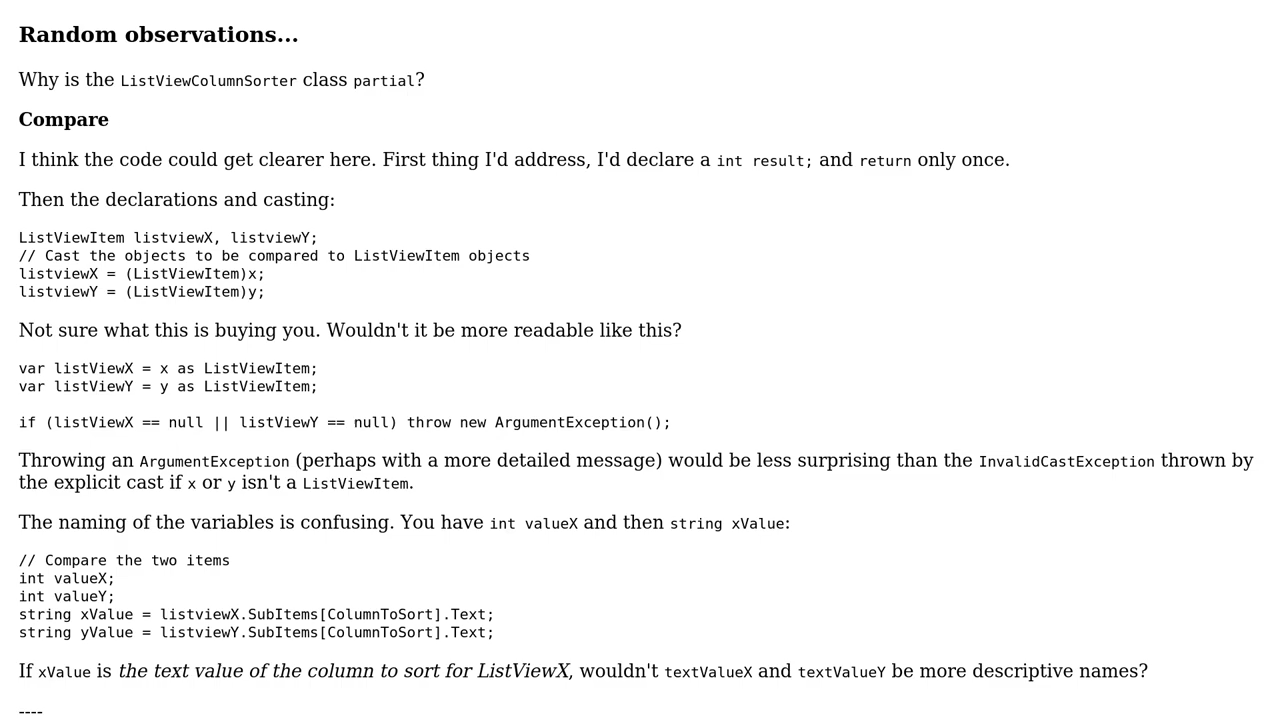 Random observations...
Why is the ListViewColumnSorter class partial?
Compare
I think the code could get clearer here. First thing I'd address, I'd declare a int result; and return only once.
Then the declarations and casting:
ListViewItem listviewX, listviewY;
// Cast the objects to be compared to ListViewItem objects
listviewX = (ListViewItem)x;
listviewY = (ListViewItem)y;
Not sure what this is buying you. Wouldn't it be more readable like this?
var listViewX = x as ListViewItem;
var listViewY = y as ListViewItem;
if (listViewX == null || listViewY == null) throw new ArgumentException();
Throwing an ArgumentException (perhaps with a more detailed message) would be less surprising than the InvalidCastException thrown by
the explicit cast if x or y isn't a ListViewItem.
The naming of the variables is confusing. You have int valueX and then string xValue:
// Compare the two items
int valueX;
int valueY;
string xValue = listviewX.SubItems[ColumnToSort].Text;
string yValue = listviewY.SubItems[ColumnToSort].Text;
If xValue is the text value of the column to sort for ListViewX, wouldn't textValueX and textValueY be more descriptive names?
----